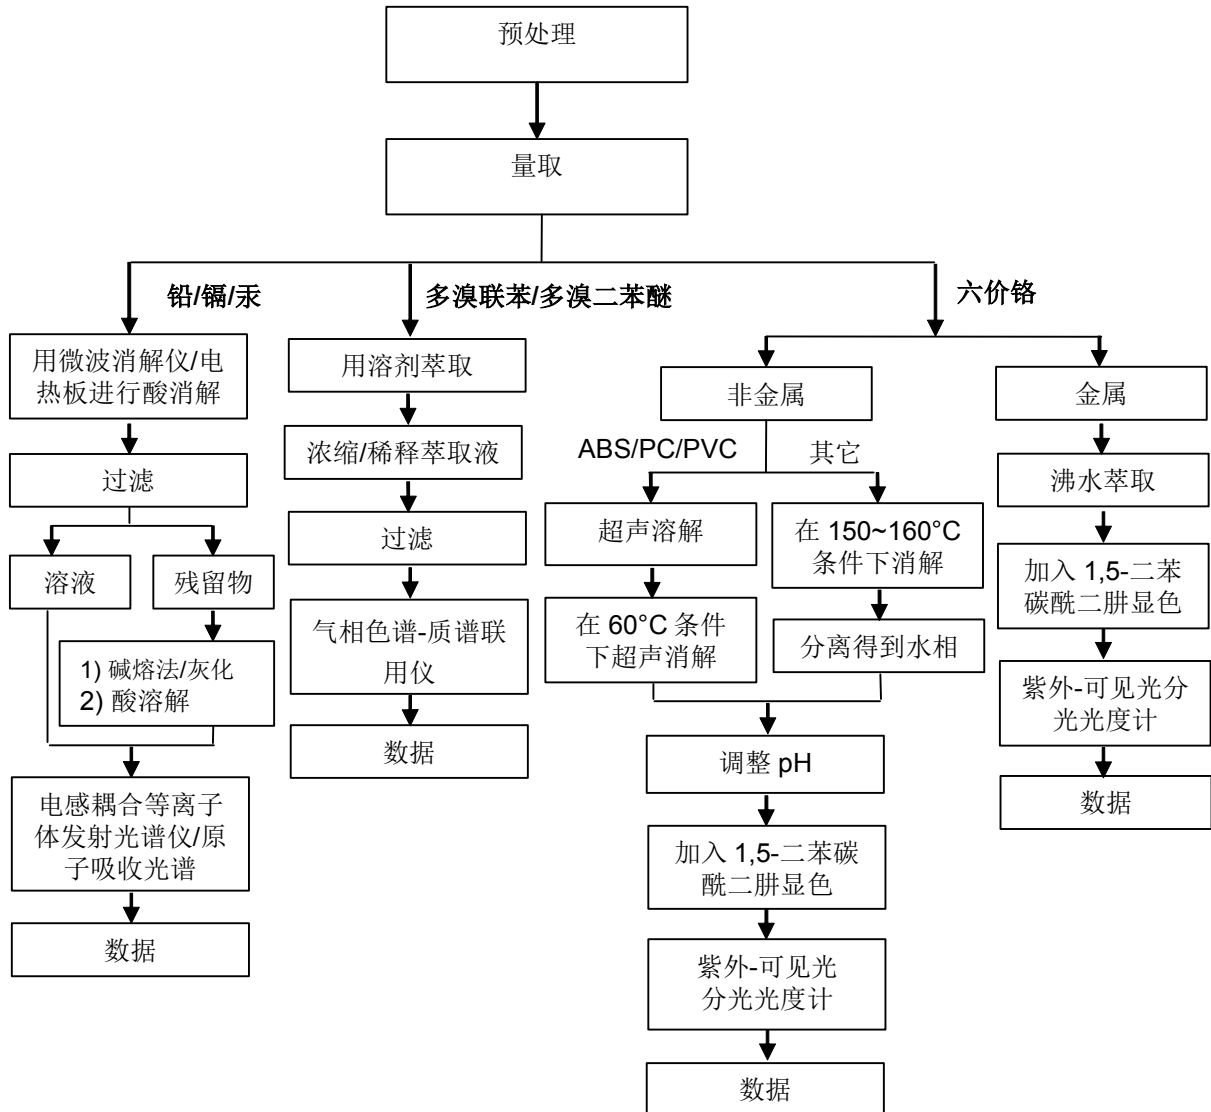 预处理
量取
铅/镉/汞
多溴联苯/多溴二苯醚
六价铬
用微波消解仪/电
热板进行酸消解
过滤
溶液
残留物
1) 碱熔法/灰化
2) 酸溶解
电感耦合等离子
体发射光谱仪/原
子吸收光谱
数据
用溶剂萃取
浓缩/稀释萃取液
过滤
气相色谱-质谱联
用仪
数据
非金属
ABS/PC/PVC
其它
超声溶解
在 60°C 条件
下超声消解
在 150~160°C
条件下消解
分离得到水相
调整 pH
加入 1,5-二苯碳
酰二肼显色
紫外-可见光
分光光度计
数据
金属
沸水萃取
加入 1,5-二苯
碳酰二肼显色
紫外-可见光分
光光度计
数据